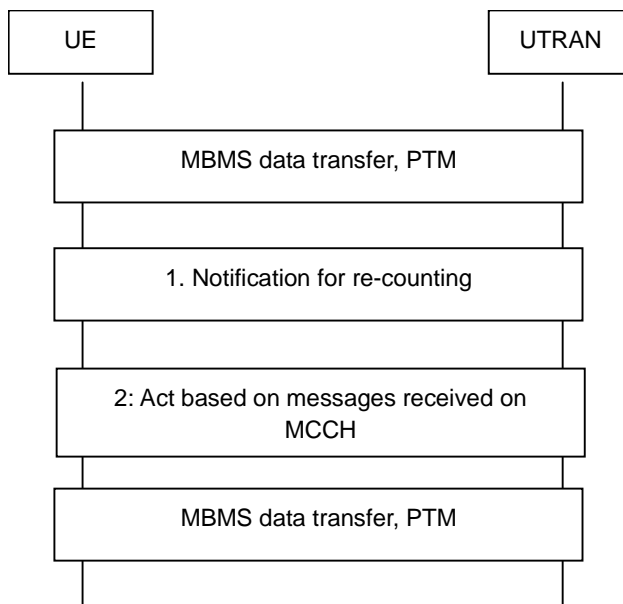 UE
UTRAN
MBMS data transfer, PTM
1. Notification for re-counting
2: Act based on messages received on
MCCH
MBMS data transfer, PTM